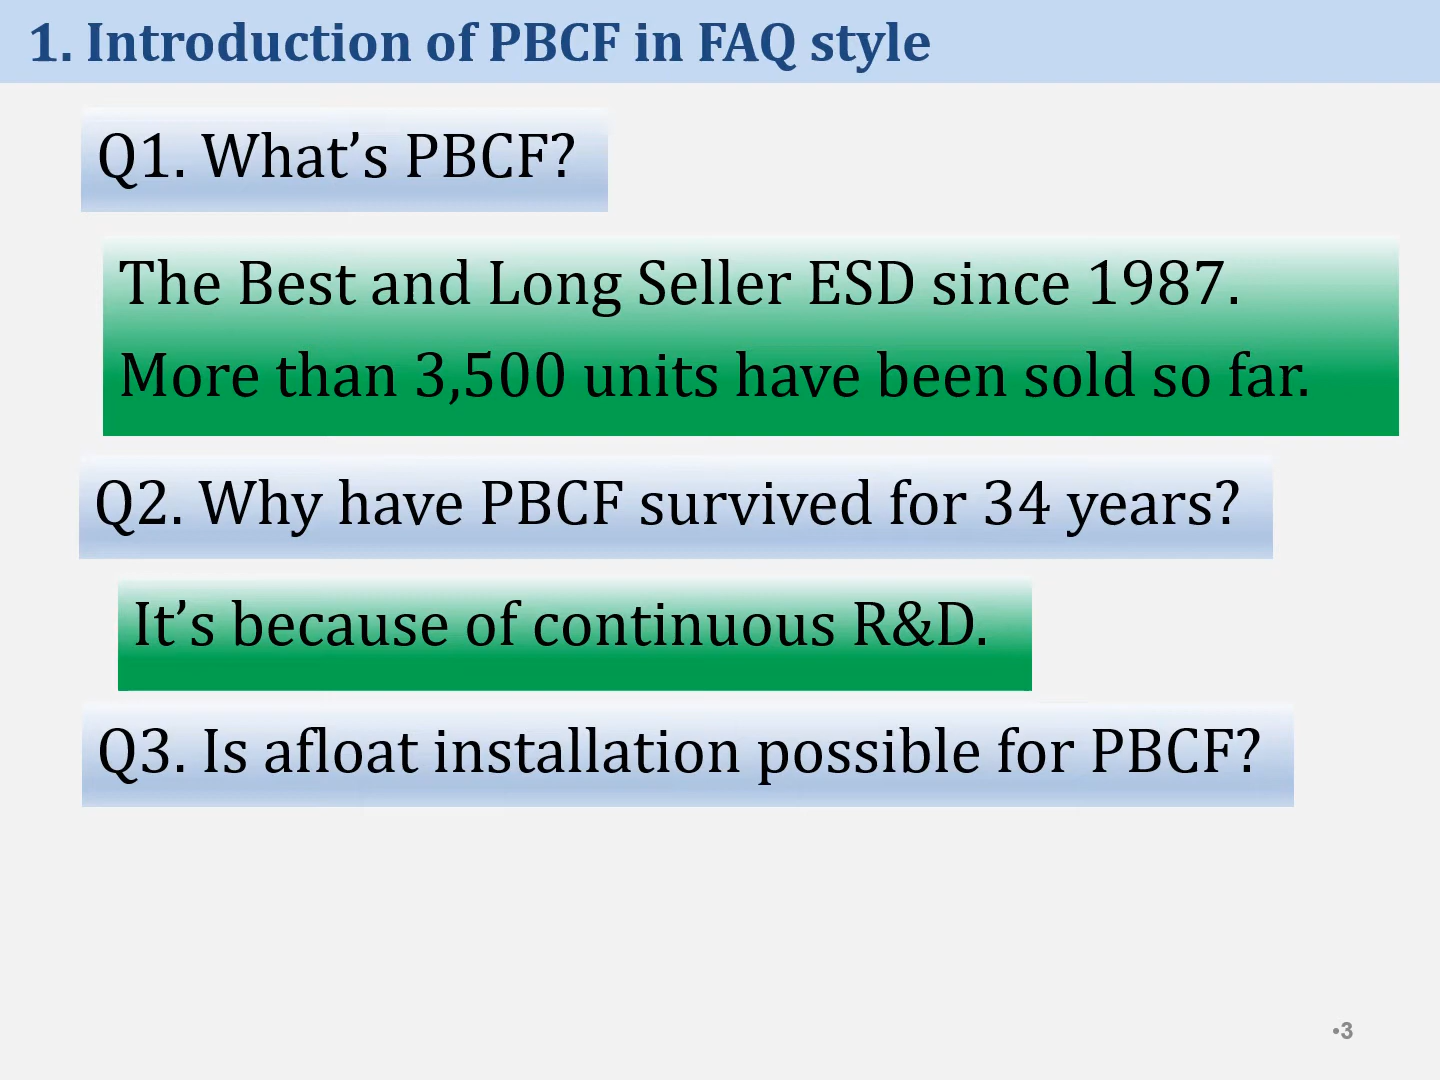 1. Introduction of PBCF in FAQ style
Q1. What’s PBCF?
The Best and Long Seller ESD since 1987.
More than 3,500 units have been sold so far.
Q2. Why have PBCF survived for 34 years?
It’s because of continuous R&D.
Q3. Is afloat installation possible for PBCF?
•3